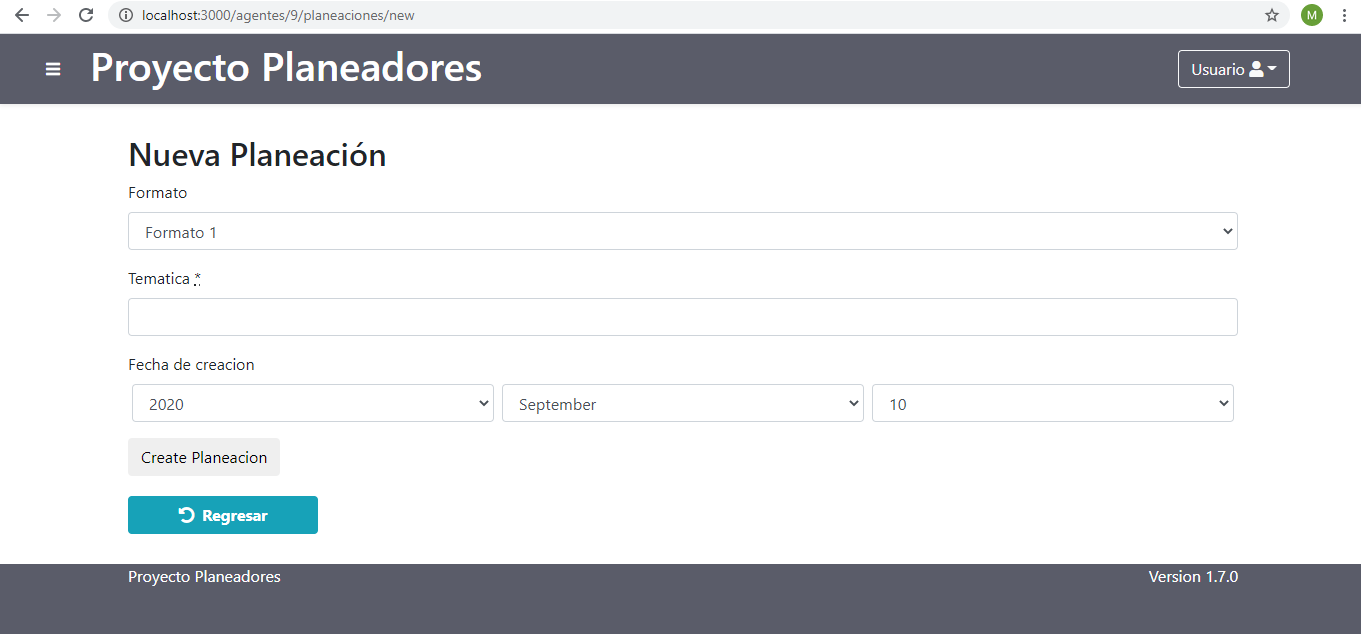 localhost:3000/agentes/9/planeaciones/new
M
Proyecto Planeadores
Usuario
Nueva Planeación
Formato
Formato 1
Tematica *
Fecha de creacion
2020 September 10
Create Planeacion
Regresar
Proyecto Planeadores Version 1.7.0